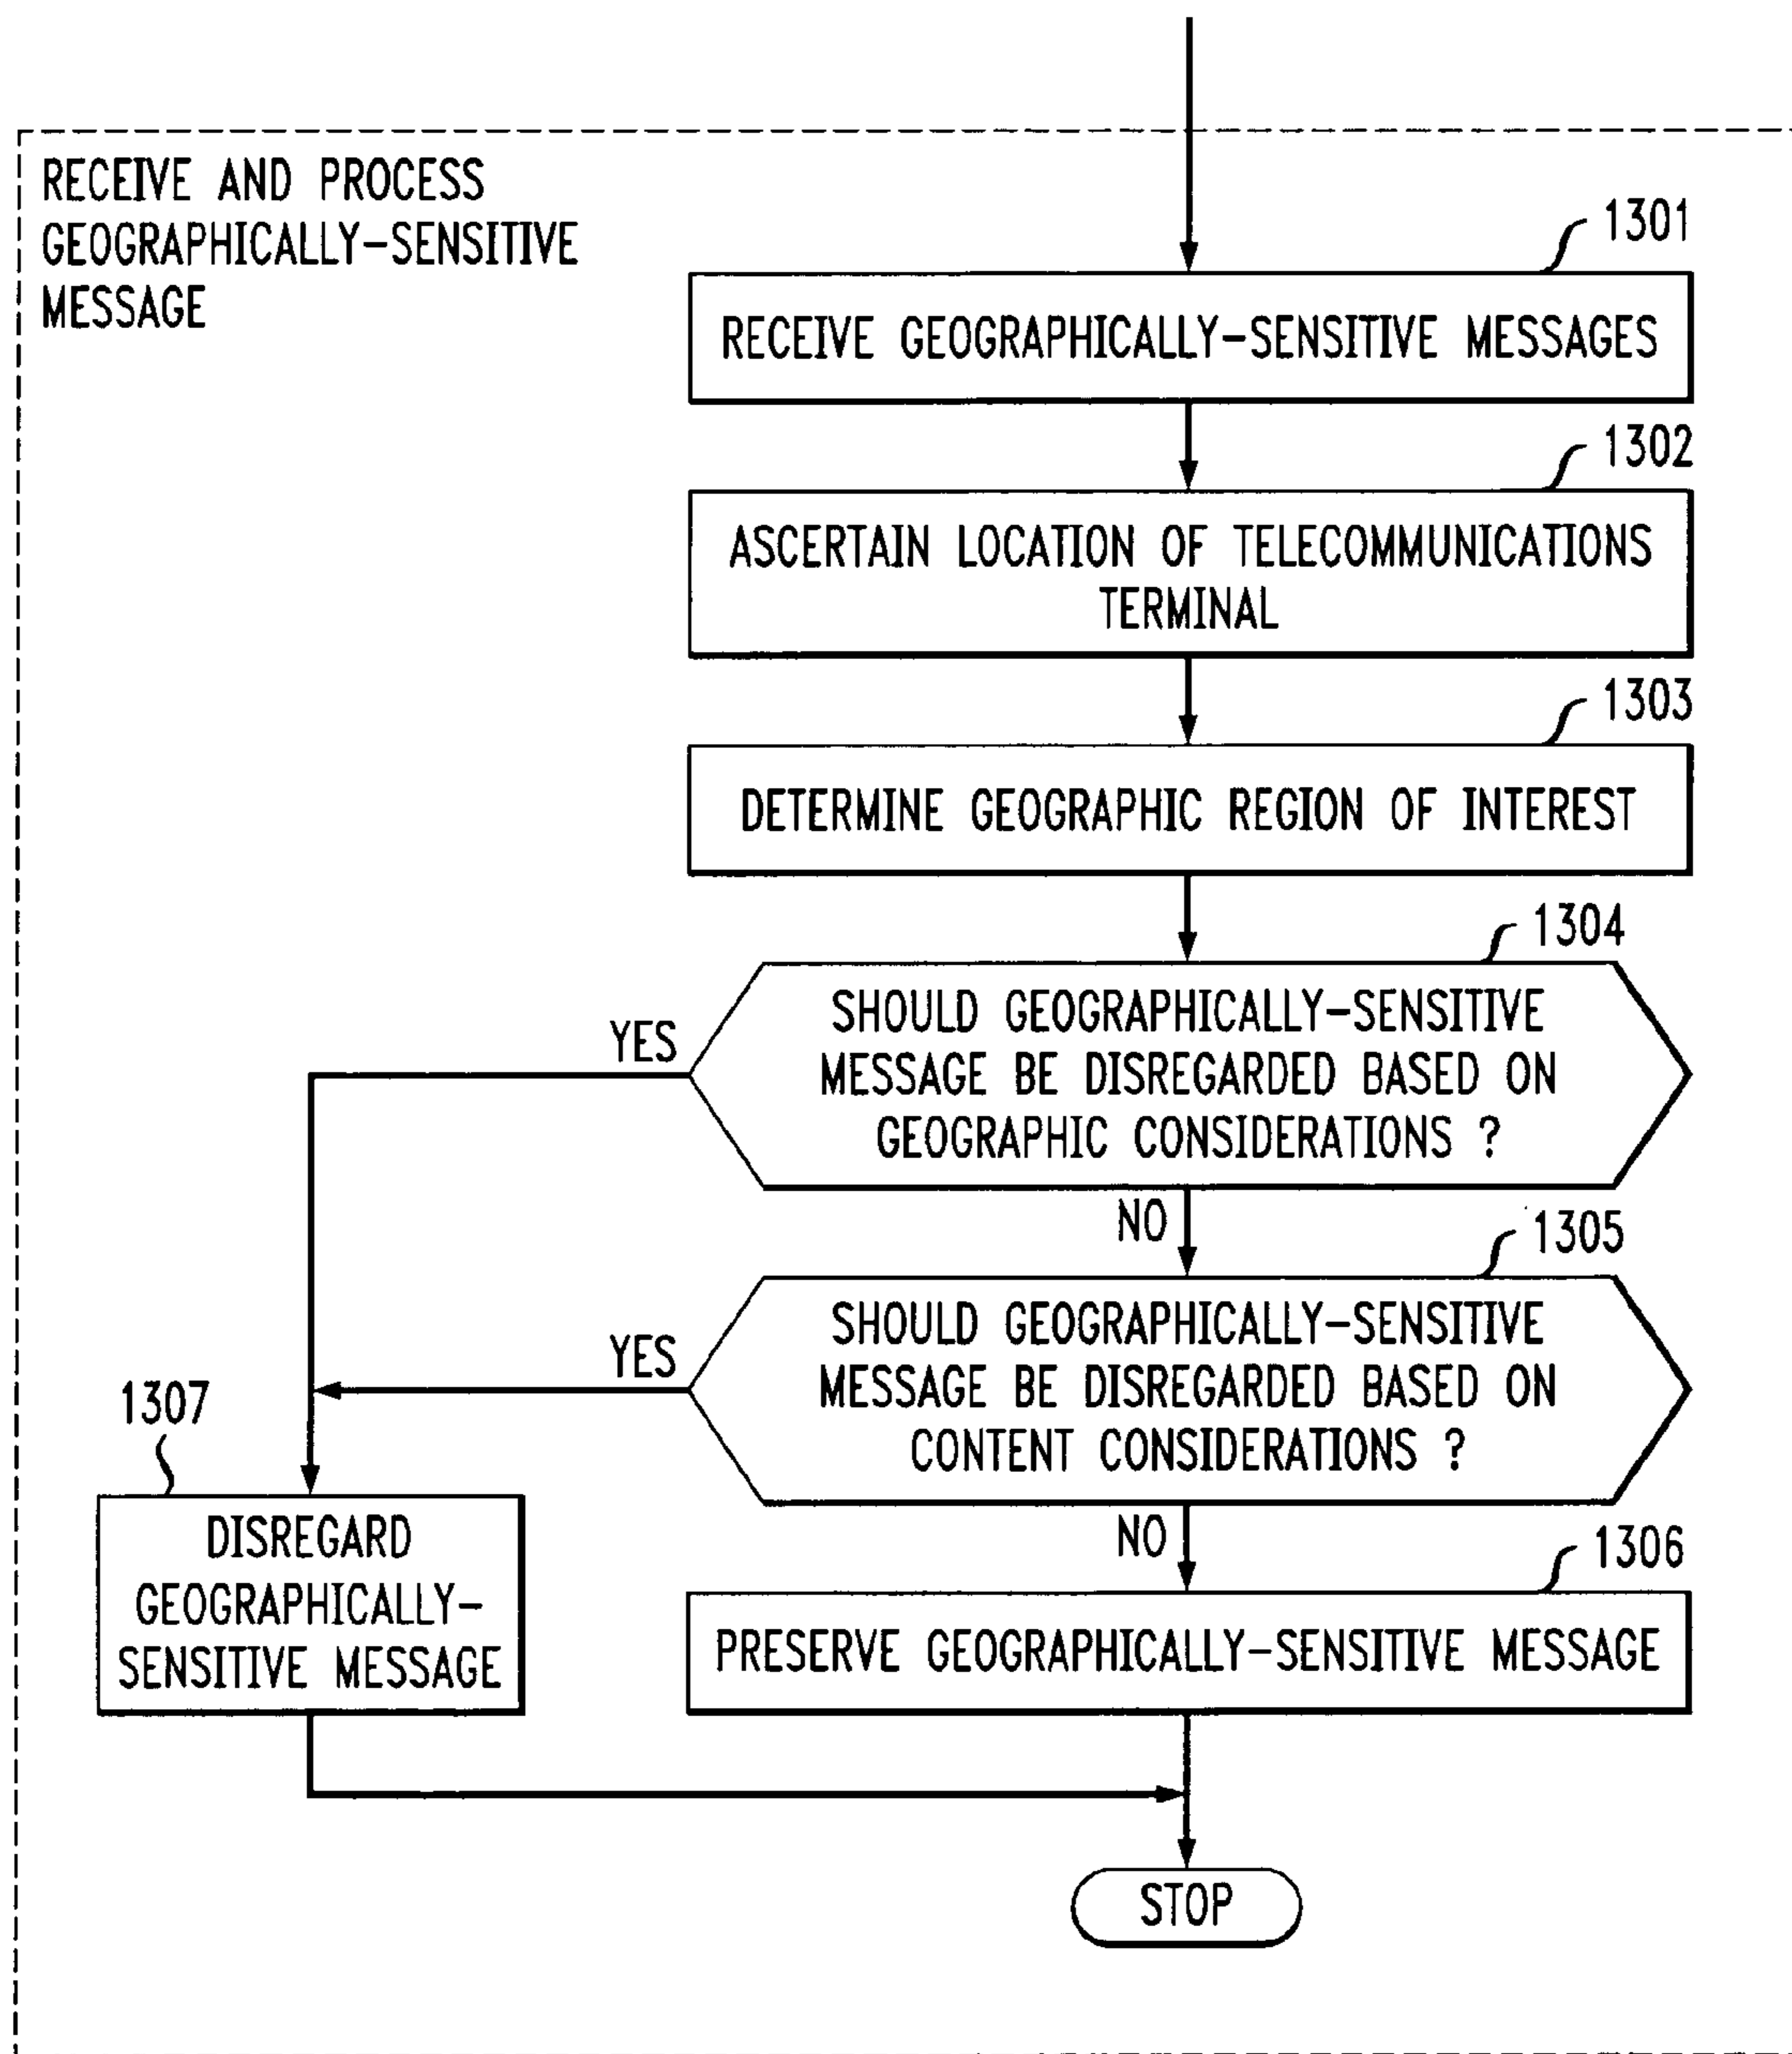 RECEIVE AND PROCESS
GEOGRAPHICALLY-SENSITIVE
MESSAGE
1301
RECEIVE GEOGRAPHICALLY-SENSITIVE MESSAGES
1302
ASCERTAIN LOCATION OF TELECOMMUNICATIONS
TERMINAL
1303
DETERMINE GEOGRAPHIC REGION OF INTEREST
1304
SHOULD GEOGRAPHICALLY-SENSITIVE
MESSAGE BE DISREGARDED BASED ON
GEOGRAPHIC CONSIDERATIONS ?
YES
NO
1305
SHOULD GEOGRAPHICALLY-SENSITIVE
MESSAGE BE DISREGARDED BASED ON
CONTENT CONSIDERATIONS ?
YES
NO
1307
DISREGARD
GEOGRAPHICALLY-
SENSITIVE MESSAGE
1306
PRESERVE GEOGRAPHICALLY-SENSITIVE MESSAGE
STOP